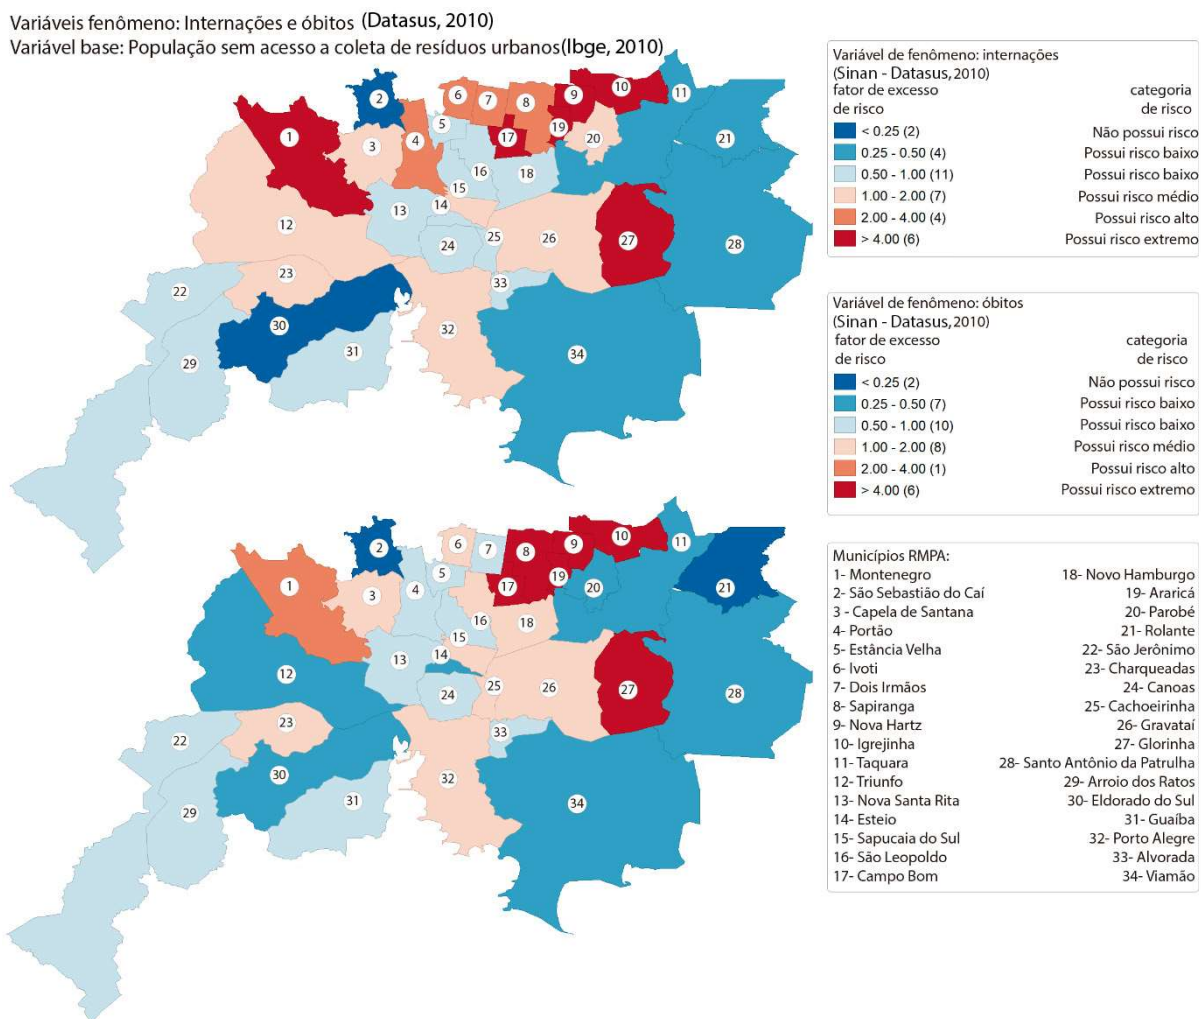 Variáveis fenômeno: Internações e óbitos (Datasus, 2010)
Variável base: População sem acesso a coleta de resíduos urbanos(Ibge, 2010)
Variável de fenômeno: internações
(Sinan - Datasus,2010)
fator de excesso categoria
de risco de risco
< 0.25 (2) Não possui risco
0.25 - 0.50 (4) Possui risco baixo
0.50 - 1.00 (11) Possui risco baixo
1.00 - 2.00 (7) Possui risco médio
2.00 - 4.00 (4) Possui risco alto
> 4.00 (6) Possui risco extremo
1
2
3
4
5
6
7
8
9
10
11
12
13
14
15
16
17
18
19
20
21
22
23
24
25
26
27
28
29
30
31
32
33
34
Variável de fenômeno: óbitos
(Sinan - Datasus,2010)
fator de excesso categoria
de risco de risco
< 0.25 (2) Não possui risco
0.25 - 0.50 (7) Possui risco baixo
0.50 - 1.00 (10) Possui risco baixo
1.00 - 2.00 (8) Possui risco médio
2.00 - 4.00 (1) Possui risco alto
> 4.00 (6) Possui risco extremo
1
2
3
4
5
6
7
8
9
10
11
12
13
14
15
16
17
18
19
20
21
22
23
24
25
26
27
28
29
30
31
32
33
34
Municípios RMPA:
1- Montenegro 18- Novo Hamburgo
2- São Sebastião do Caí 19- Araricá
3 - Capela de Santana 20- Parobé
4- Portão 21- Rolante
5- Estância Velha 22- São Jerônimo
6- Ivoti 23- Charqueadas
7- Dois Irmãos 24- Canoas
8- Sapiranga 25- Cachoeirinha
9- Nova Hartz 26- Gravataí
10- Igrejinha 27- Glorinha
11- Taquara 28- Santo Antônio da Patrulha
12- Triunfo 29- Arroio dos Ratos
13- Nova Santa Rita 30- Eldorado do Sul
14- Esteio 31- Guaíba
15- Sapucaia do Sul 32- Porto Alegre
16- São Leopoldo 33- Alvorada
17- Campo Bom 34- Viamão